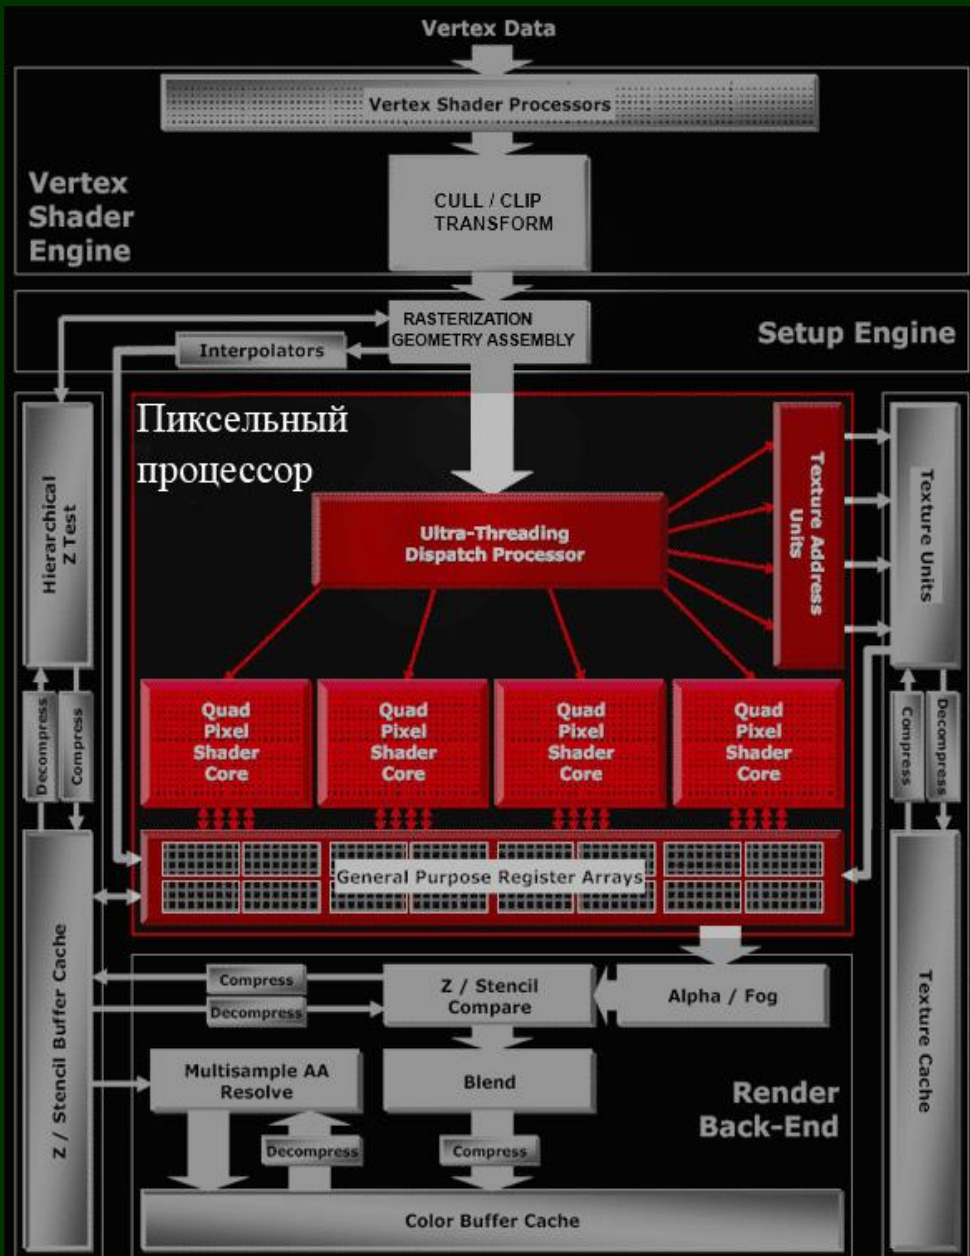 Vertex Data
Vertex Shader Processors
Vertex
Shader
Engine
CULL / CLIP
TRANSFORM
RASTERIZATION
GEOMETRY ASSEMBLY
Setup Engine
Interpolators
Пиксельный
процессор
Hierarchical
Z Test
Ultra-Threading
Dispatch Processor
Texture Address
Units
Texture Units
Decompress
Compress
Quad
Pixel
Shader
Core
Quad
Pixel
Shader
Core
Quad
Pixel
Shader
Core
Quad
Pixel
Shader
Core
Compress
Decompress
General Purpose Register Arrays
Z / Stencil Buffer Cache
Compress
Decompress
Z / Stencil
Compare
Alpha / Fog
Texture Cache
Multisample AA
Resolve
Blend
Render
Back-End
Decompress
Compress
Color Buffer Cache